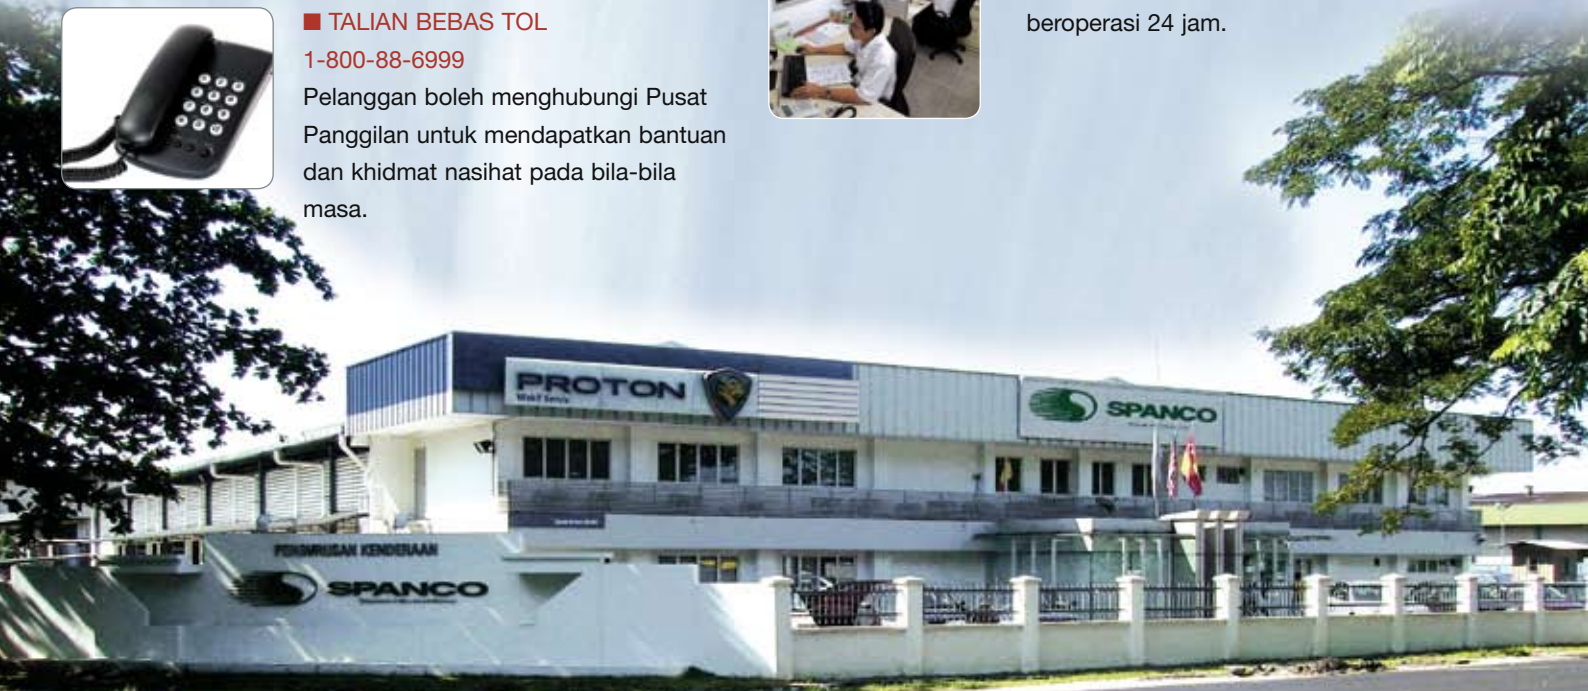 ■ TALIAN BEBAS TOL
1-800-88-6999
Pelanggan boleh menghubungi Pusat
Panggilan untuk mendapatkan bantuan
dan khidmat nasihat pada bila-bila
masa.
beroperasi 24 jam.
PROTON
SPANCO
PENGURUSAN KENDERAAN
SPANCO